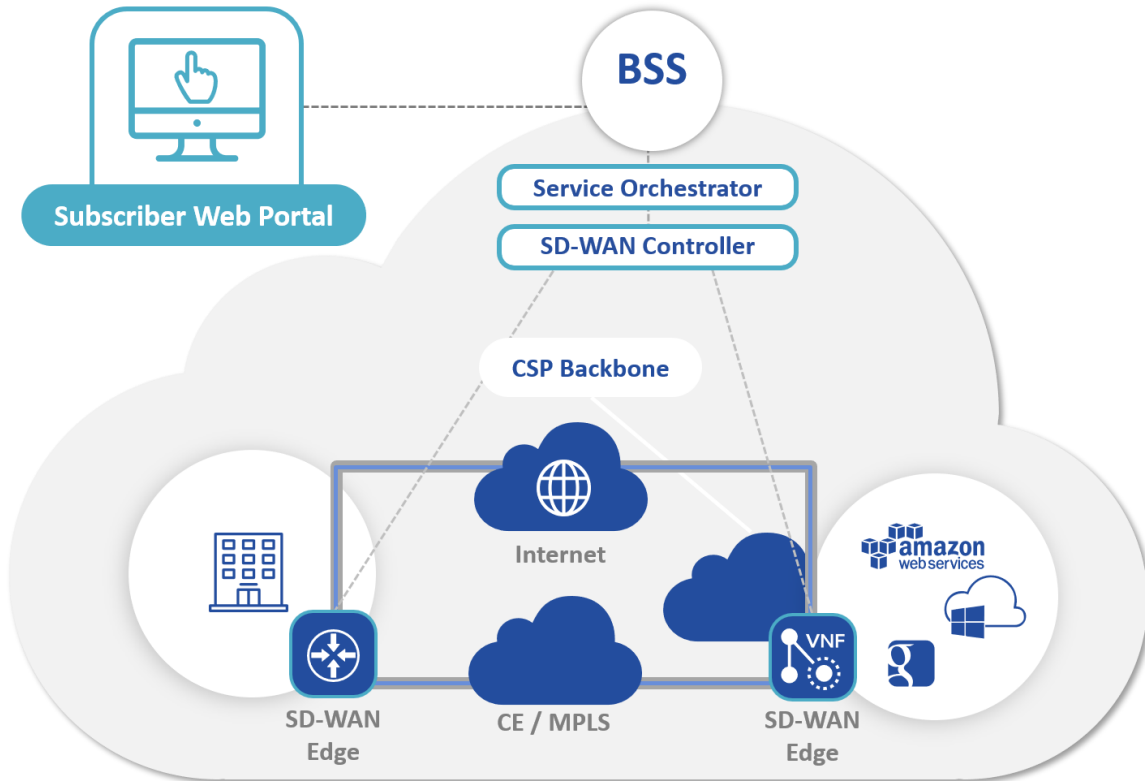 BSS
Subscriber Web Portal
Service Orchestrator
SD-WAN Controller
CSP Backbone
Internet
amazon
web services
VNF
g
SD-WAN
Edge
CE / MPLS
SD-WAN
Edge